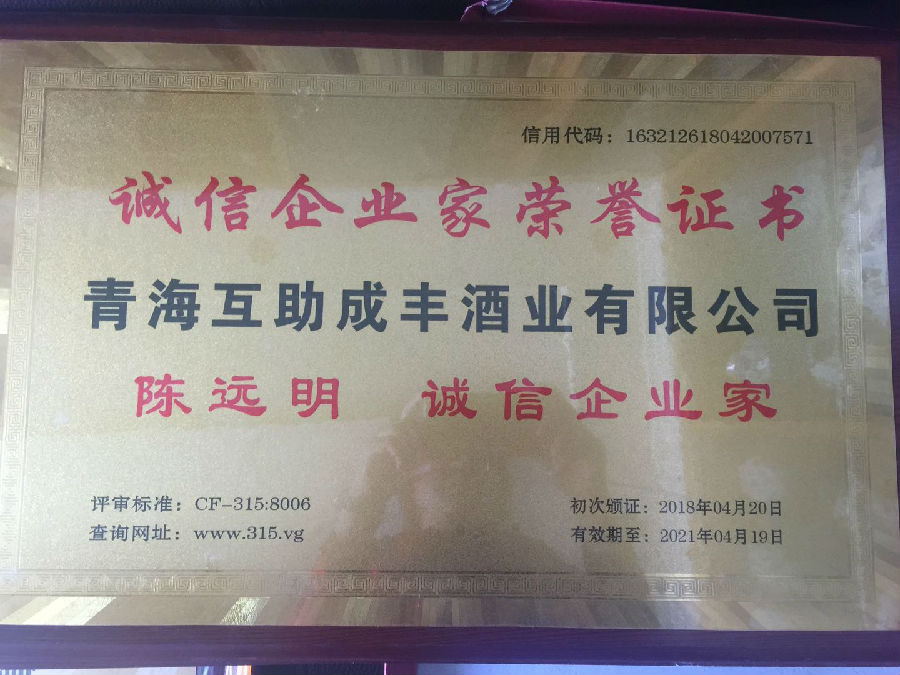 信用代码：163212618042007571
诚信企业家荣誉证书
青海互助成丰酒业有限公司
陈远明 诚信企业家
评审标准：CF-315:8006
初次颁证：2018年04月20日
查询网址：www.315.vg
有效期至：2021年04月19日